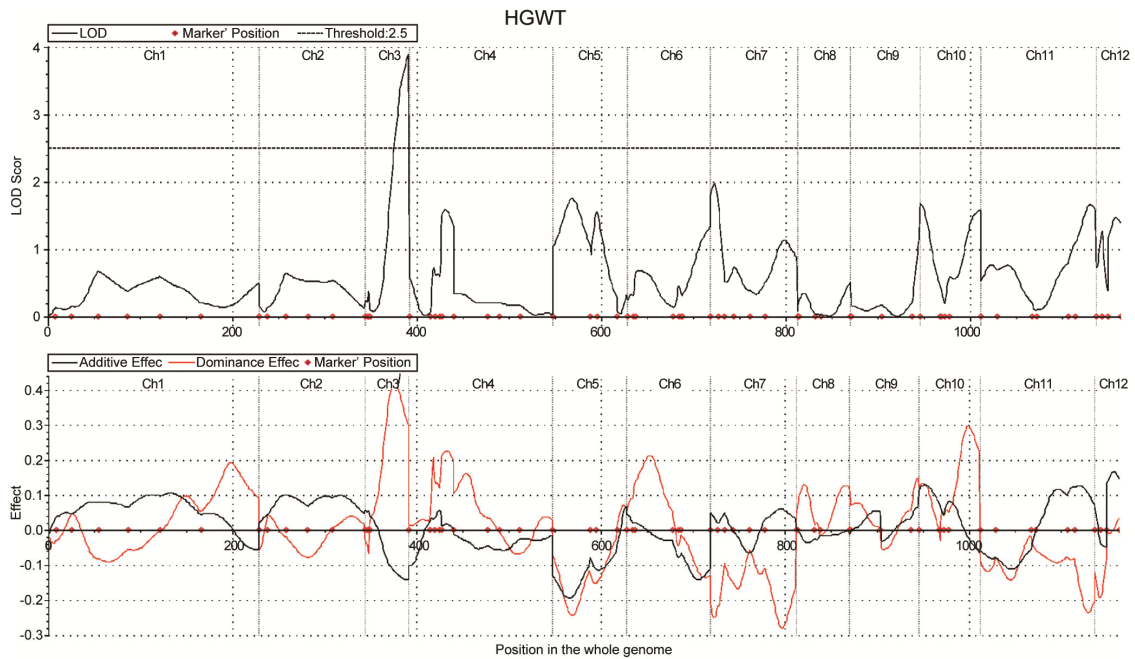 HGWT
LOD Marker' Position Threshold:2.5
Ch1 Ch2 Ch3 Ch4 Ch5 Ch6 Ch7 Ch8 Ch9 Ch10 Ch11 Ch12
4
3
2
1
0
LOD Scor
0 200 400 600 800 1000
Additive Effec Dominance Effec Marker' Position
Ch1 Ch2 Ch3 Ch4 Ch5 Ch6 Ch7 Ch8 Ch9 Ch10 Ch11 Ch12
0.4
0.3
0.2
0.1
0.0
-0.1
-0.2
-0.3
Effect
0 200 400 600 800 1000
Position in the whole genome